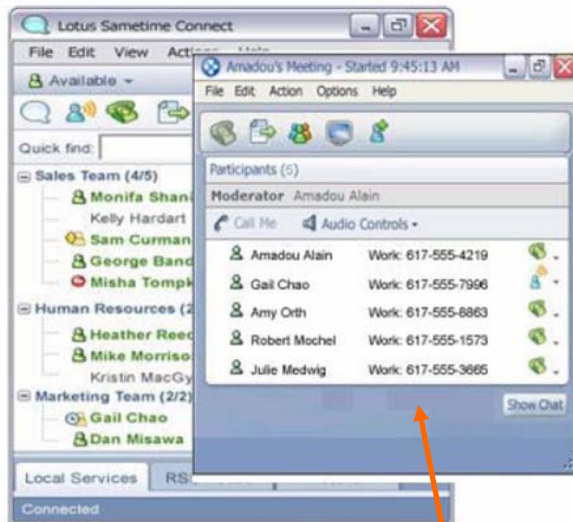 Lotus Sametime Connect
File Edit View Actions Help
Available
Quick find:
Sales Team (4/5)
Monifa Shani
Kelly Hardart
Sam Curman
George Band
Misha Tompk
Human Resources (2
Heather Reed
Mike Morriso
Kristin MacGy
Marketing Team (2/2)
Gail Chao
Dan Misawa
Local Services RS
Connected
Amadou's Meeting - Started 9:45:13 AM
File Edit Action Options Help
Participants (5)
Moderator Amadou Alain
Call Me Audio Controls
Amadou Alain Work: 617-555-4219
Gail Chao Work: 617-555-7996
Amy Orth Work: 617-555-8863
Robert Mochel Work: 617-555-1573
Julie Medwig Work: 617-555-3665
Show Chat